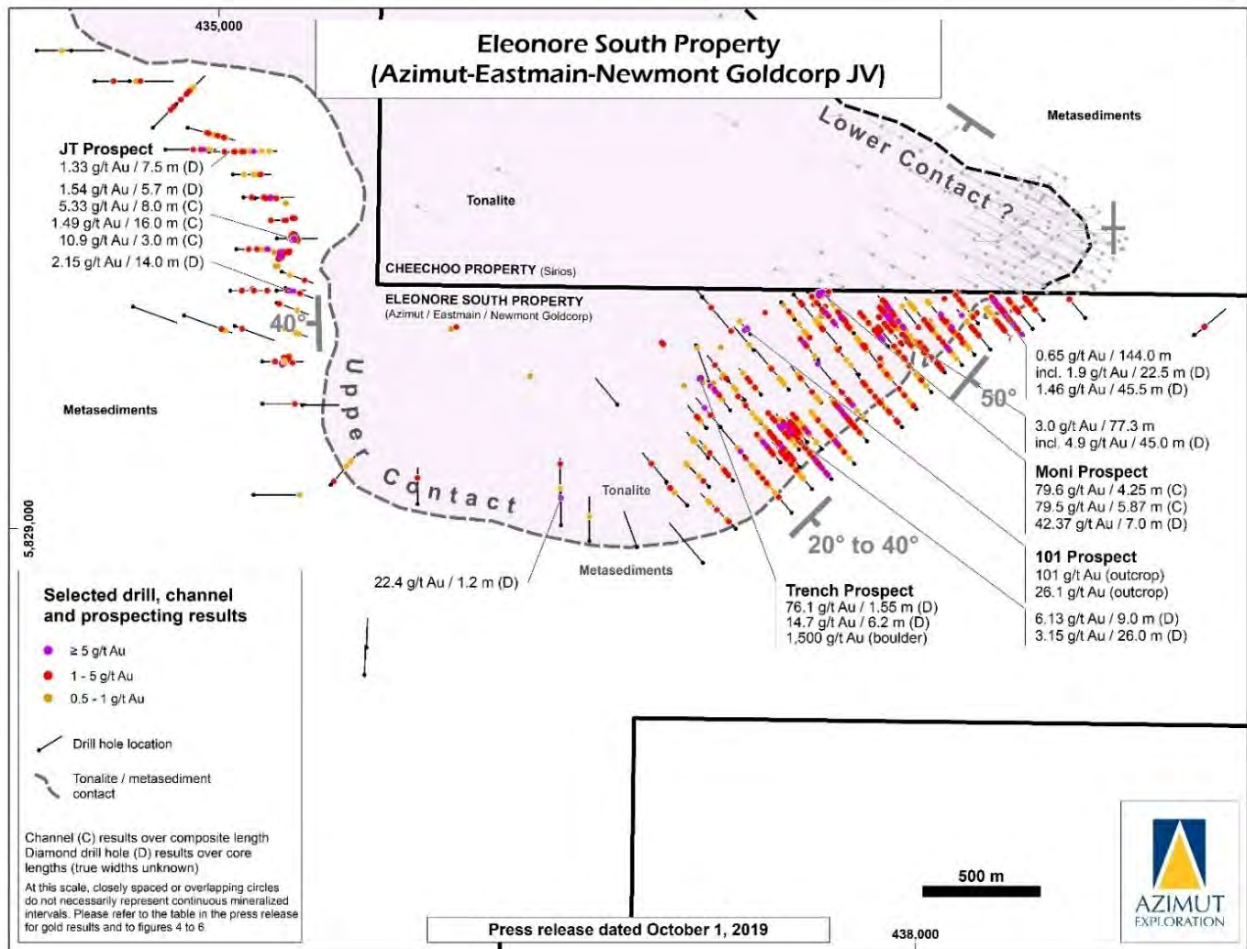 435,000
Eleonore South Property
(Azimut-Eastmain-Newmont Goldcorp JV)
Metasediments
Lower Contact ?
JT Prospect
1.33 g/t Au / 7.5 m (D)
1.54 g/t Au / 5.7 m (D)
5.33 g/t Au / 8.0 m (C)
1.49 g/t Au / 16.0 m (C)
10.9 g/t Au / 3.0 m (C)
2.15 g/t Au / 14.0 m (D)
Tonalite
CHEECHOO PROPERTY (Sirios)
ELEONORE SOUTH PROPERTY
(Azimut / Eastmain / Newmont Goldcorp)
40°
Metasediments
Upper Contact
50°
0.65 g/t Au / 144.0 m
incl. 1.9 g/t Au / 22.5 m (D)
1.46 g/t Au / 45.5 m (D)
3.0 g/t Au / 77.3 m
incl. 4.9 g/t Au / 45.0 m (D)
Moni Prospect
79.6 g/t Au / 4.25 m (C)
79.5 g/t Au / 5.87 m (C)
42.37 g/t Au / 7.0 m (D)
101 Prospect
101 g/t Au (outcrop)
26.1 g/t Au (outcrop)
6.13 g/t Au / 9.0 m (D)
3.15 g/t Au / 26.0 m (D)
Tonalite
20° to 40°
Metasediments
5,829,000
22.4 g/t Au / 1.2 m (D)
Trench Prospect
76.1 g/t Au / 1.55 m (D)
14.7 g/t Au / 6.2 m (D)
1,500 g/t Au (boulder)
Selected drill, channel
and prospecting results
≥ 5 g/t Au
1 - 5 g/t Au
0.5 - 1 g/t Au
Drill hole location
Tonalite / metasediment
contact
Channel (C) results over composite length
Diamond drill hole (D) results over core
lengths (true widths unknown)
At this scale, closely spaced or overlapping circles
do not necessarily represent continuous mineralized
intervals. Please refer to the table in the press release
for gold results and to figures 4 to 6.
Press release dated October 1, 2019
500 m
438,000
AZIMUT
EXPLORATION